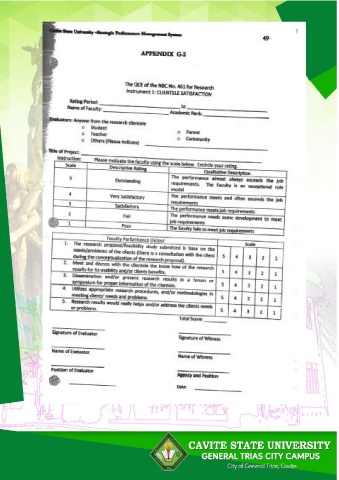 Cavite State University -Strategic Performance Management System
49
APPENDIX G-2
The QCE of the NBC No. 461 for Research
Instrument 1: CLIENTELE SATISFACTION
Rating Period: to
Name of Faculty: Academic Rank:
Evaluators: Anyone from the research clientele
o Student
o Teacher o Parent
o Others (Please indicate) o Community
Title of Project:
Instruction: Please evaluate the faculty using the scale below. Encircle your rating.
Scale Descriptive Rating Qualitative Description
5 Outstanding The performance almost always exceeds the job requirements. The Faculty is an exceptional role model
4 Very Satisfactory The performance meets and often exceeds the job requirements
3 Satisfactory The performance meets job requirements
2 Fair The performance needs some development to meet job requirements
1 Poor The faculty fails to meet job requirements
Faculty Performance Output Scale
1. The research proposal/feasibility study submitted is base on the
needs/problems of the clients (there is a consultation with the client
during the conceptualization of the research proposal). 5 4 3 2 1
2. Meet and discuss with the clientele the know how of the research
results for its usability and/or clients benefits. 5 4 3 2 1
3. Dissemination and/or present research results in a forum or
symposium for proper information of the clientele. 5 4 3 2 1
4. Utilizes appropriate research procedures, and/or methodologies in
meeting clients' needs and problems. 5 4 3 2 1
5. Research results would really helps and/or address the clients needs
or problems. 5 4 3 2 1
Total Score:
Signature of Evaluator Signature of Witness
Name of Evaluator Name of Witness
Position of Evaluator Agency and Position
Date:
CAVITE STATE UNIVERSITY
GENERAL TRIAS CITY CAMPUS
City of General Trias, Cavite